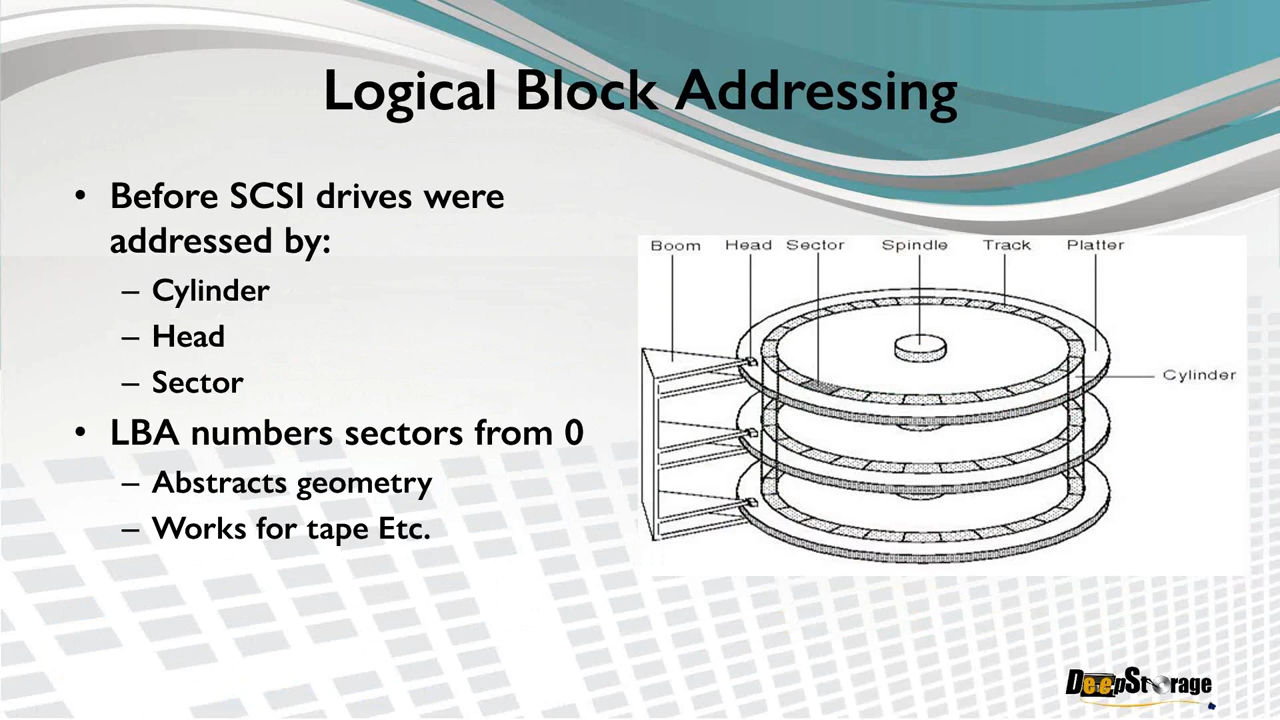 Logical Block Addressing
• Before SCSI drives were
addressed by:
– Cylinder
– Head
– Sector
• LBA numbers sectors from 0
– Abstracts geometry
– Works for tape Etc.
Boom Head Sector Spindle Track Platter
Cylinder
DeepStorage